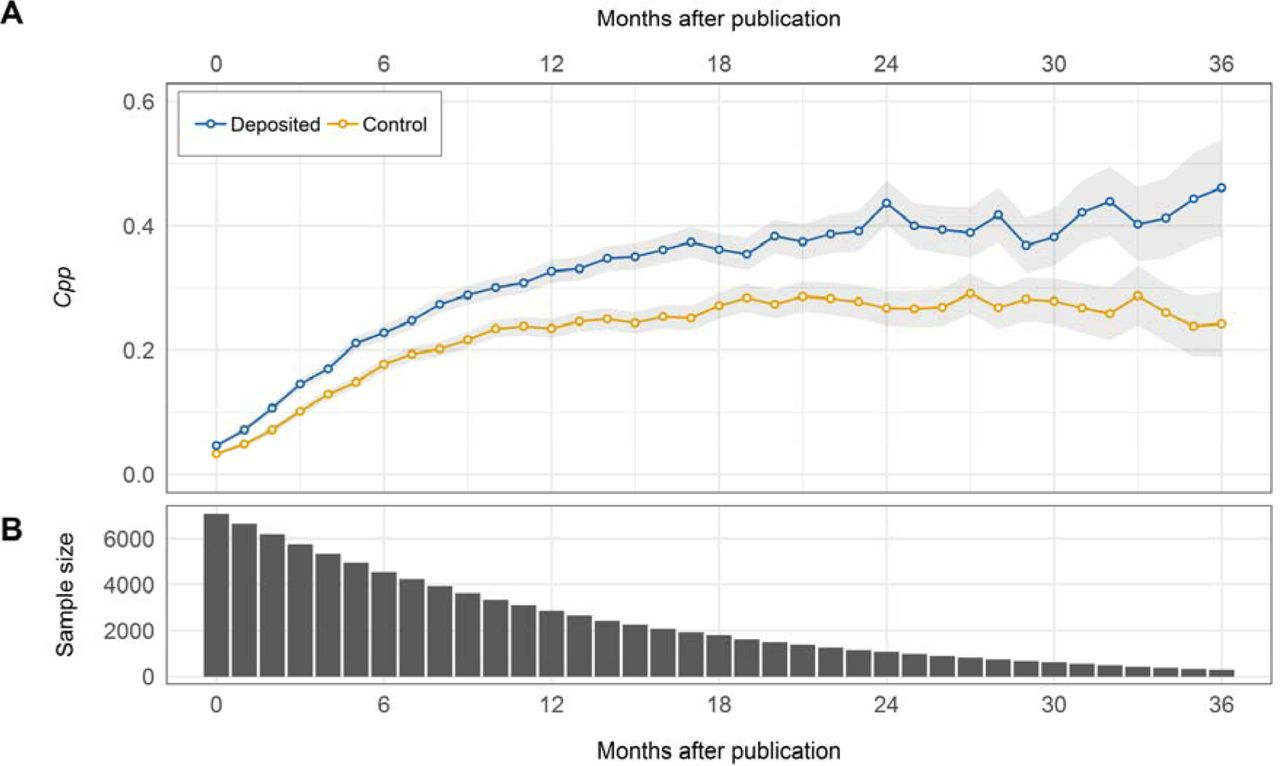 A
Months after publication
0 6 12 18 24 30 36
0.6
Deposited Control
0.4
Cpp
0.2
0.0
B
6000
Sample size
4000
2000
0
0 6 12 18 24 30 36
Months after publication